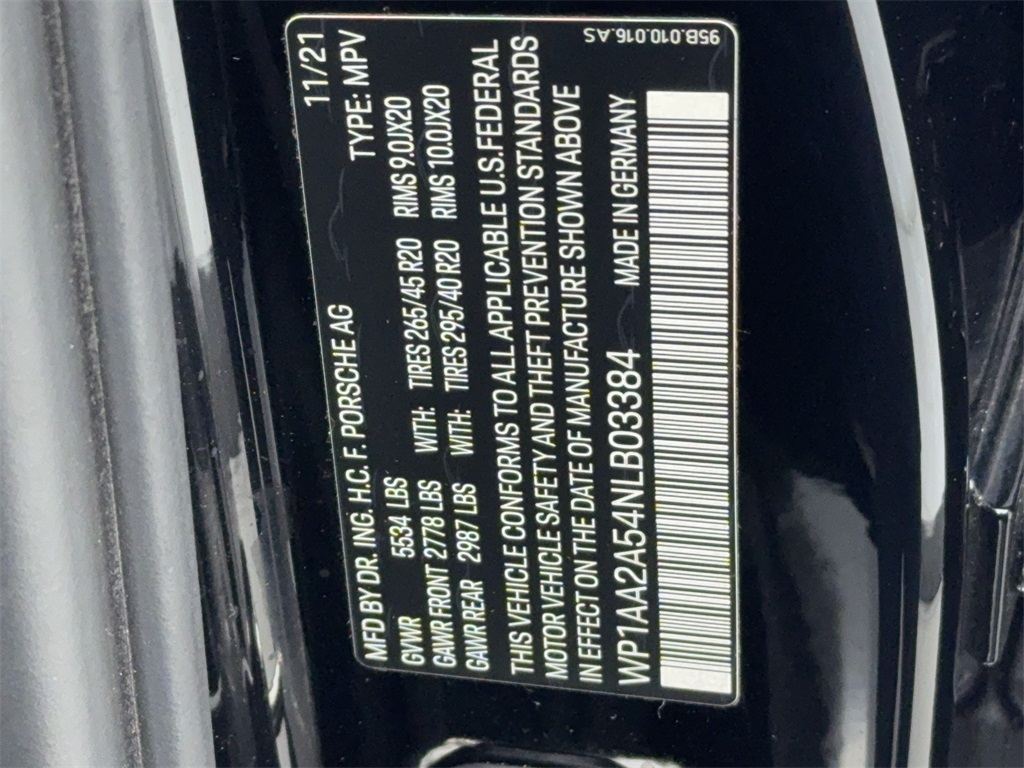 MFD BY DR. ING. H.C. F. PORSCHE AG 11/21
TYPE: MPV
GVWR 5534 LBS
GAWR FRONT 2778 LBS WITH: TIRES 265/45 R20 RIMS 9.0JX20
GAWR REAR 2987 LBS WITH: TIRES 295/40 R20 RIMS 10.0JX20
THIS VEHICLE CONFORMS TO ALL APPLICABLE U.S.FEDERAL
MOTOR VEHICLE SAFETY AND THEFT PREVENTION STANDARDS
IN EFFECT ON THE DATE OF MANUFACTURE SHOWN ABOVE
WP1AA2A54NLB03384 MADE IN GERMANY
95B.010.016.AS